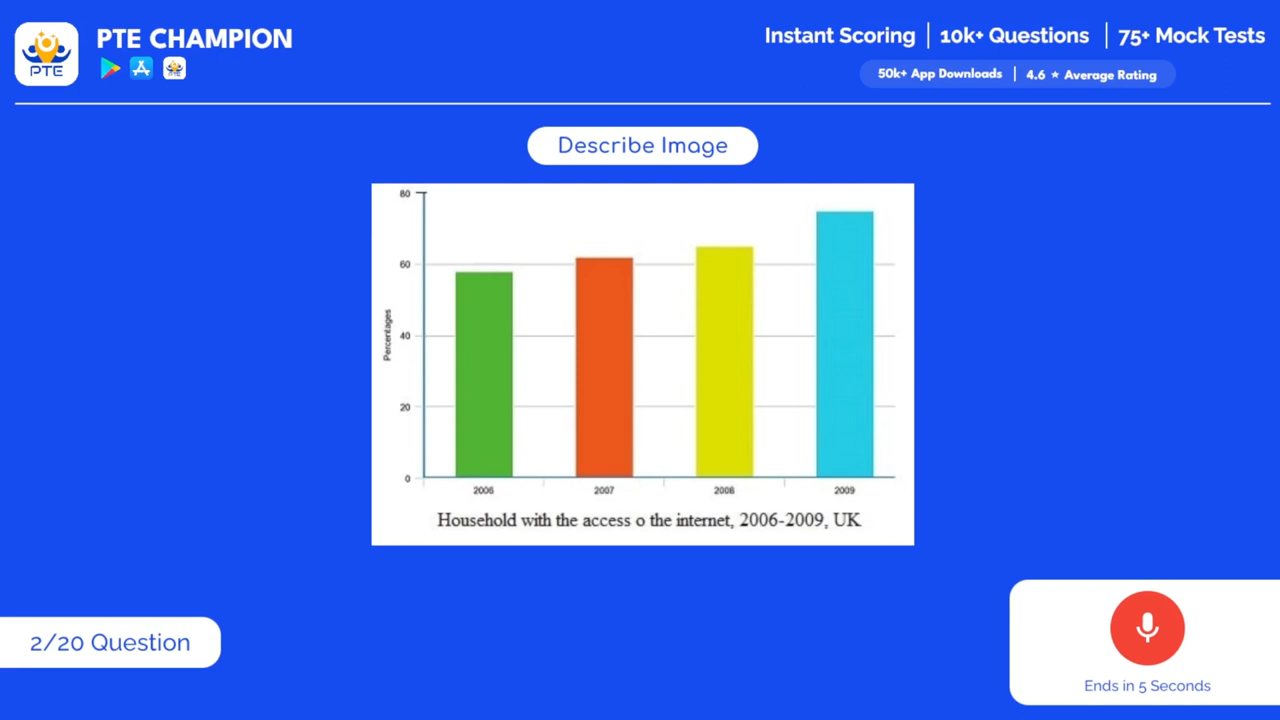 PTE CHAMPION
PTE
PTE
Instant Scoring | 10k+ Questions | 75+ Mock Tests
50k+ App Downloads | 4.6 ★ Average Rating
Describe Image
80
60
40
20
0
Percentages
2006 2007 2008 2009
Household with the access o the internet, 2006-2009, UK
2/20 Question
Ends in 5 Seconds